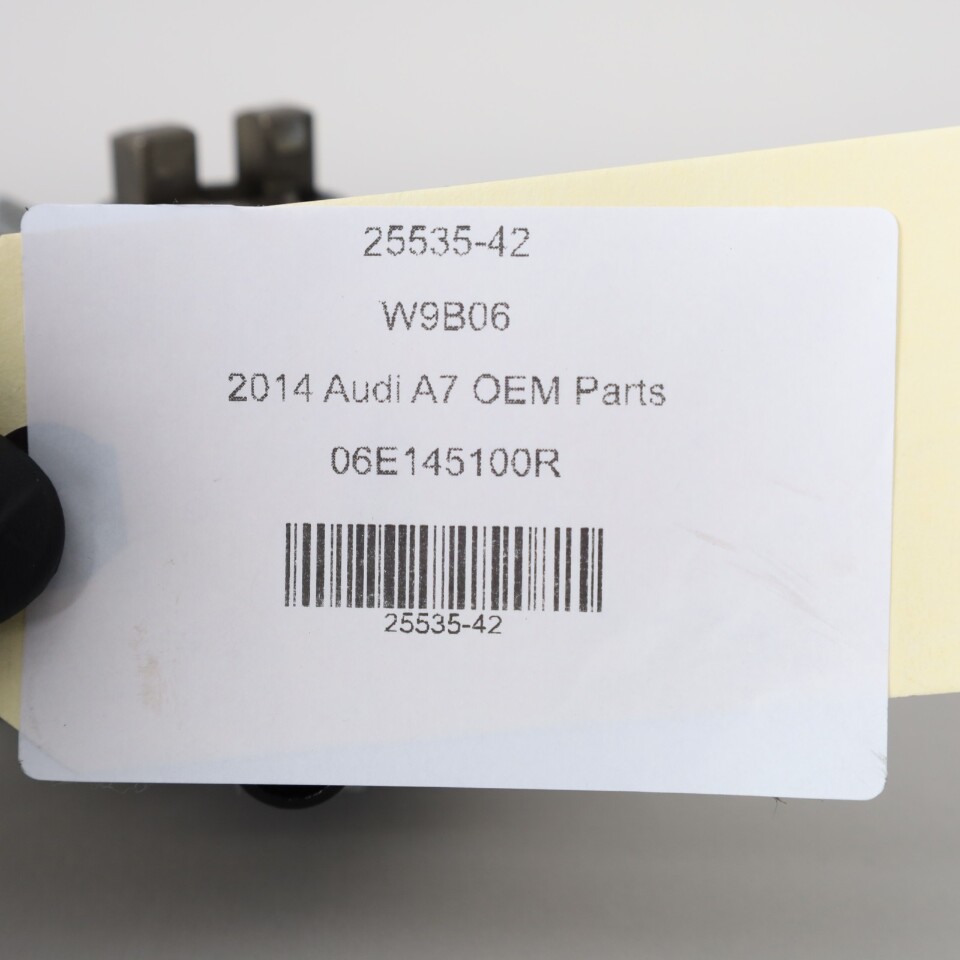 25535-42
W9B06
2014 Audi A7 OEM Parts
06E145100R
25535-42